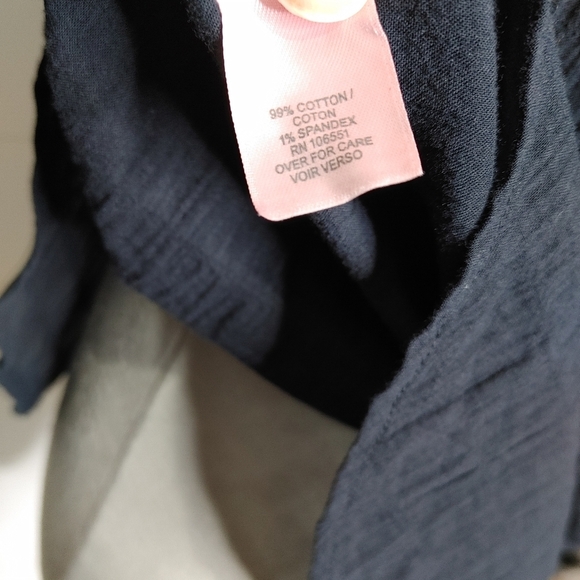 99% COTTON/
COTON
1% SPANDEX
RN 106551
OVER FOR CARE
VOIR VERSO